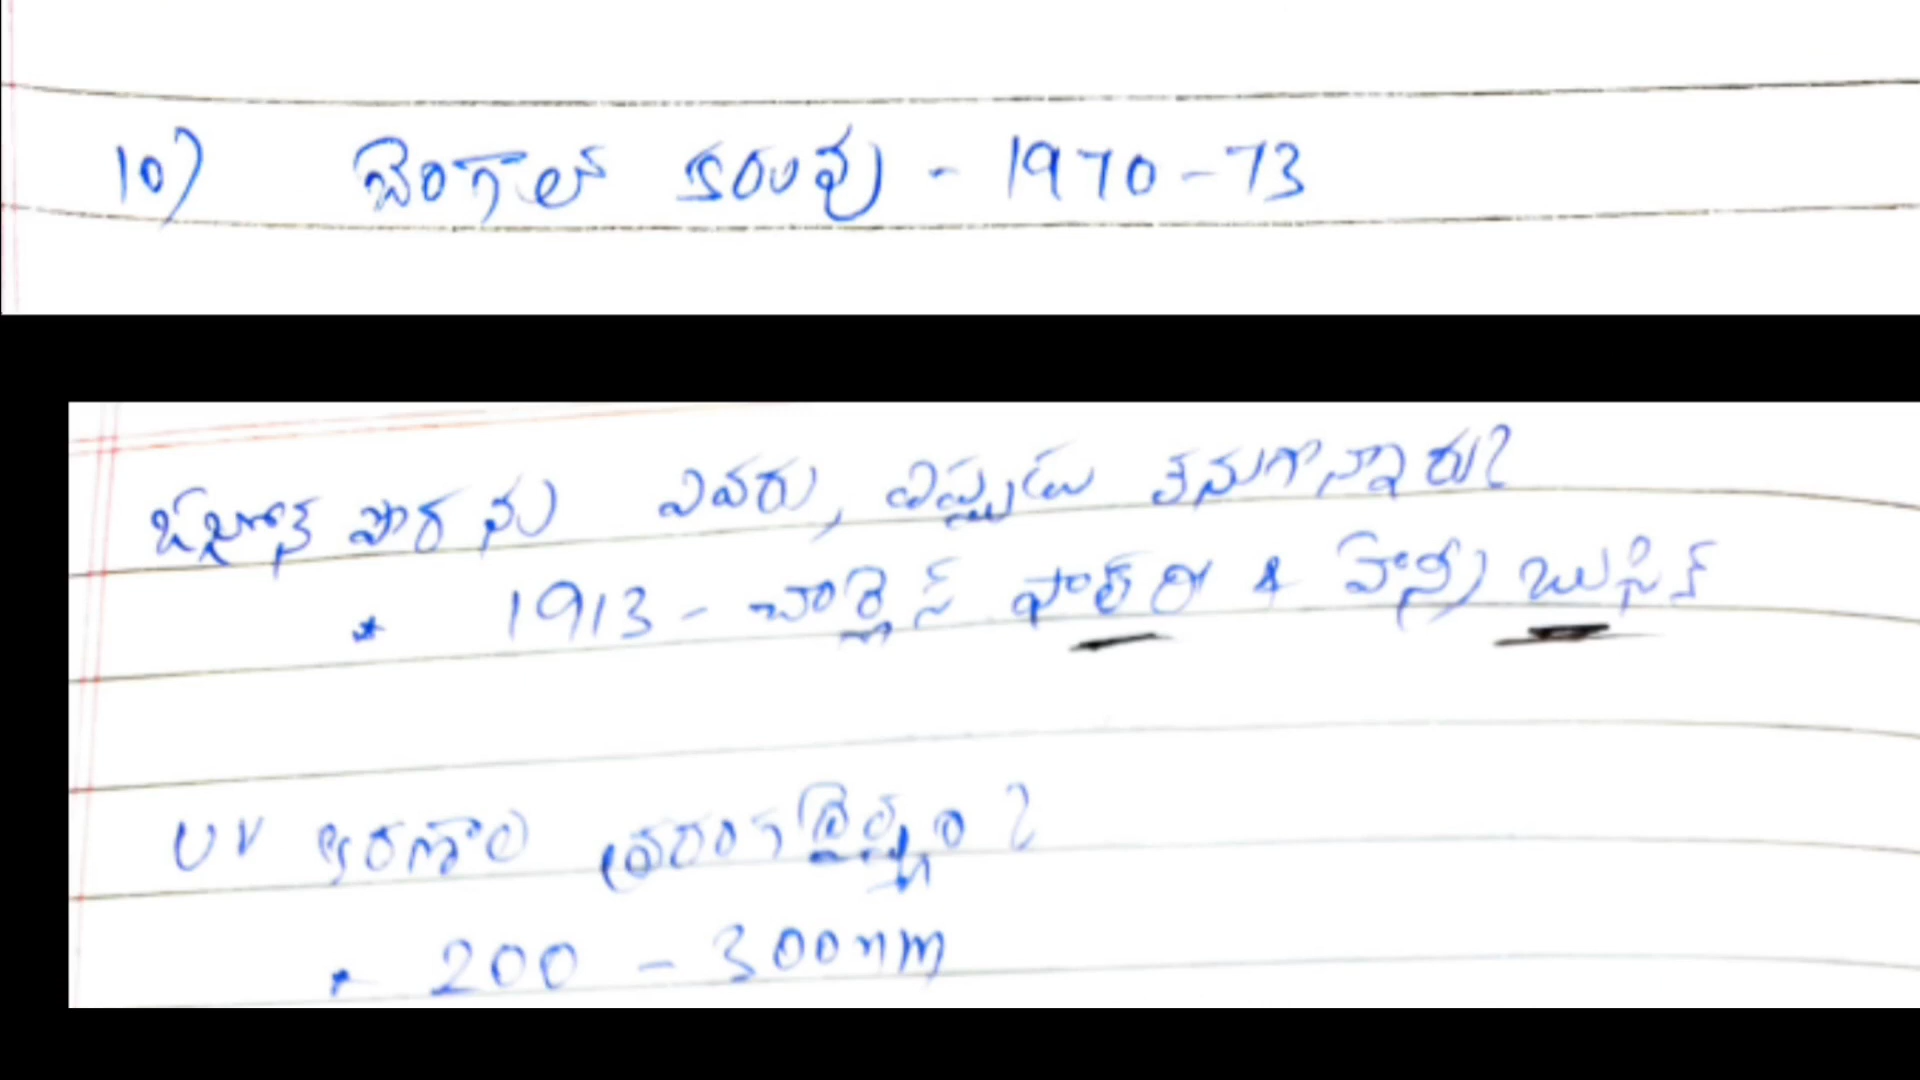 10) బెంగాల్ కరువు - 1970-73
ఓజోన్ పొరను ఎవరు, ఎప్పుడు కనుగొన్నారు?
* 1913 - చార్లెస్ ఫాబ్రి & హెన్రీ బుసిక్
UV కిరణాల తరంగదైర్ఘ్యం?
* 200 - 300nm